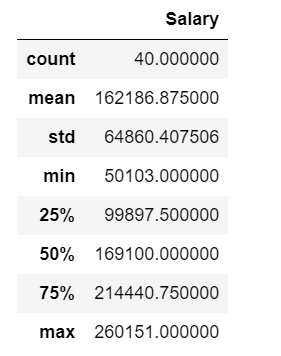 Salary
count 40.000000
mean 162186.875000
std 64860.407506
min 50103.000000
25% 99897.500000
50% 169100.000000
75% 214440.750000
max 260151.000000